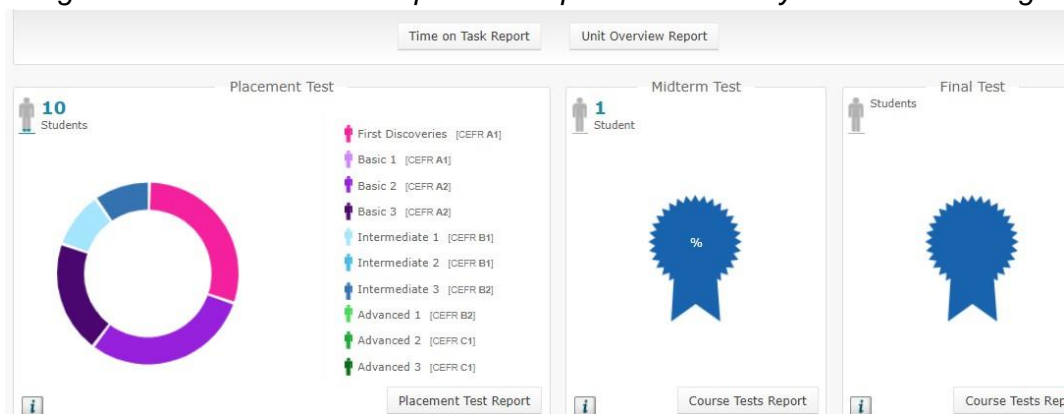 Time on Task Report
Unit Overview Report
Placement Test
10
Students
First Discoveries [CEFR A1]
Basic 1 [CEFR A1]
Basic 2 [CEFR A2]
Basic 3 [CEFR A2]
Intermediate 1 [CEFR B1]
Intermediate 2 [CEFR B1]
Intermediate 3 [CEFR B2]
Advanced 1 [CEFR B2]
Advanced 2 [CEFR C1]
Advanced 3 [CEFR C1]
i
Placement Test Report
Midterm Test
1
Student
%
i
Course Tests Report
Final Test
Students
i
Course Tests Rep